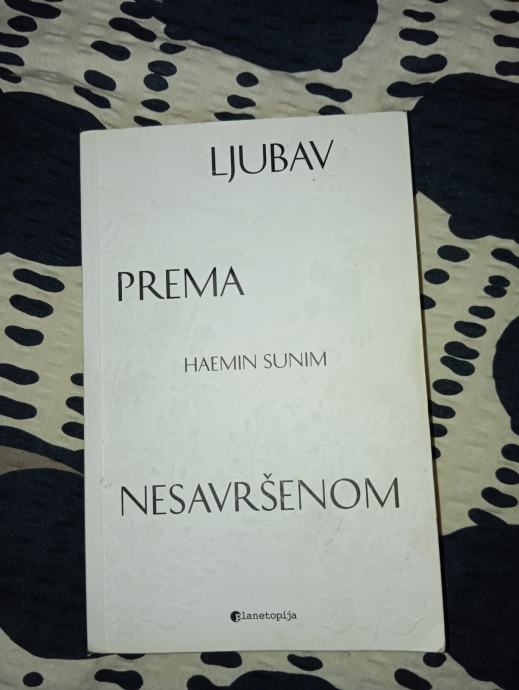 LJUBAV
PREMA
HAEMIN SUNIM
NESAVRŠENOM
planetopija